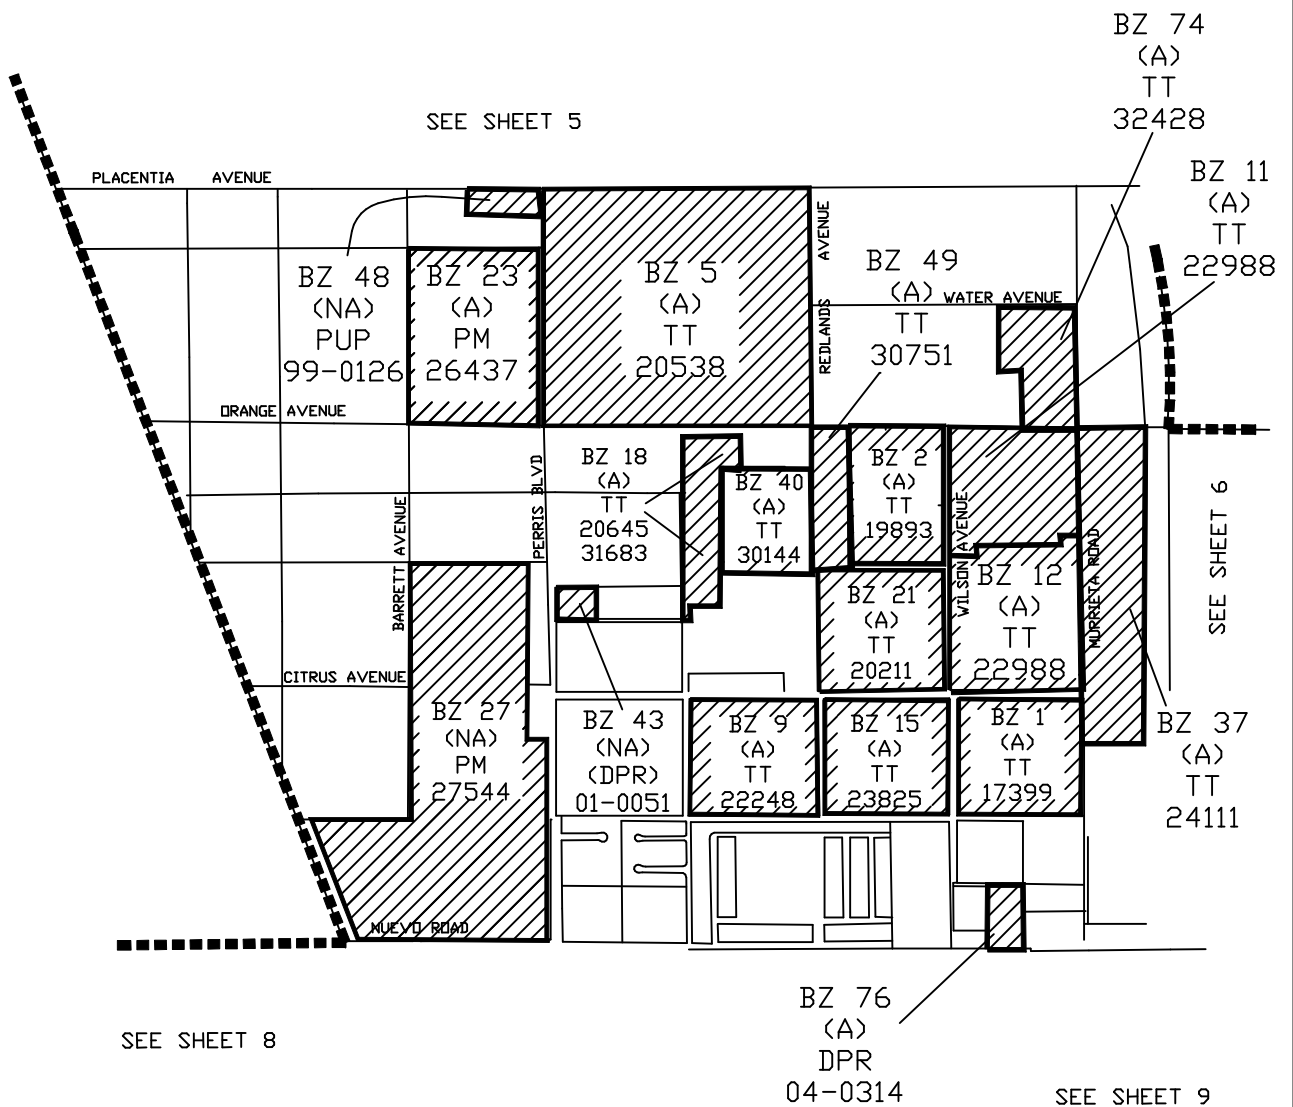 BZ 74
(A)
TT
32428
SEE SHEET 5
BZ 11
(A)
TT
22988
PLACENTIA AVENUE
REDLANDS AVENUE
BZ 48
(NA)
PUP
99-0126
BZ 23
(A)
PM
26437
BZ 5
(A)
TT
20538
BZ 49
(A)
TT
30751
WATER AVENUE
ORANGE AVENUE
PERRIS BLVD
BARRETT AVENUE
BZ 18
(A)
TT
20645
31683
BZ 40
(A)
TT
30144
BZ 2
(A)
TT
19893
WILSON AVENUE
MURRIETA ROAD
SEE SHEET 6
BZ 21
(A)
TT
20211
BZ 12
(A)
TT
22988
CITRUS AVENUE
BZ 27
(NA)
PM
27544
BZ 43
(NA)
(DPR)
01-0051
BZ 9
(A)
TT
22248
BZ 15
(A)
TT
23825
BZ 1
(A)
TT
17399
BZ 37
(A)
TT
24111
NUEVO ROAD
BZ 76
(A)
DPR
04-0314
SEE SHEET 8
SEE SHEET 9